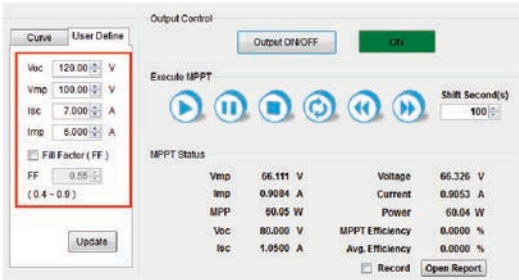 Curve User Define
Voc 120.00 V
Vmp 100.00 V
Isc 7.000 A
Imp 6.000 A
Fill Factor ( FF )
FF 0.55
( 0.4 ~ 0.9 )
Update
Output Control
Output ON/OFF ON
Execute MPPT
Shift Second(s)
100
MPPT Status
Vmp 66.111 V Voltage 66.326 V
Imp 0.9084 A Current 0.9053 A
MPP 60.05 W Power 60.04 W
Voc 80.000 V MPPT Efficiency 0.0000 %
Isc 1.0500 A Avg. Efficiency 0.0000 %
Record Open Report